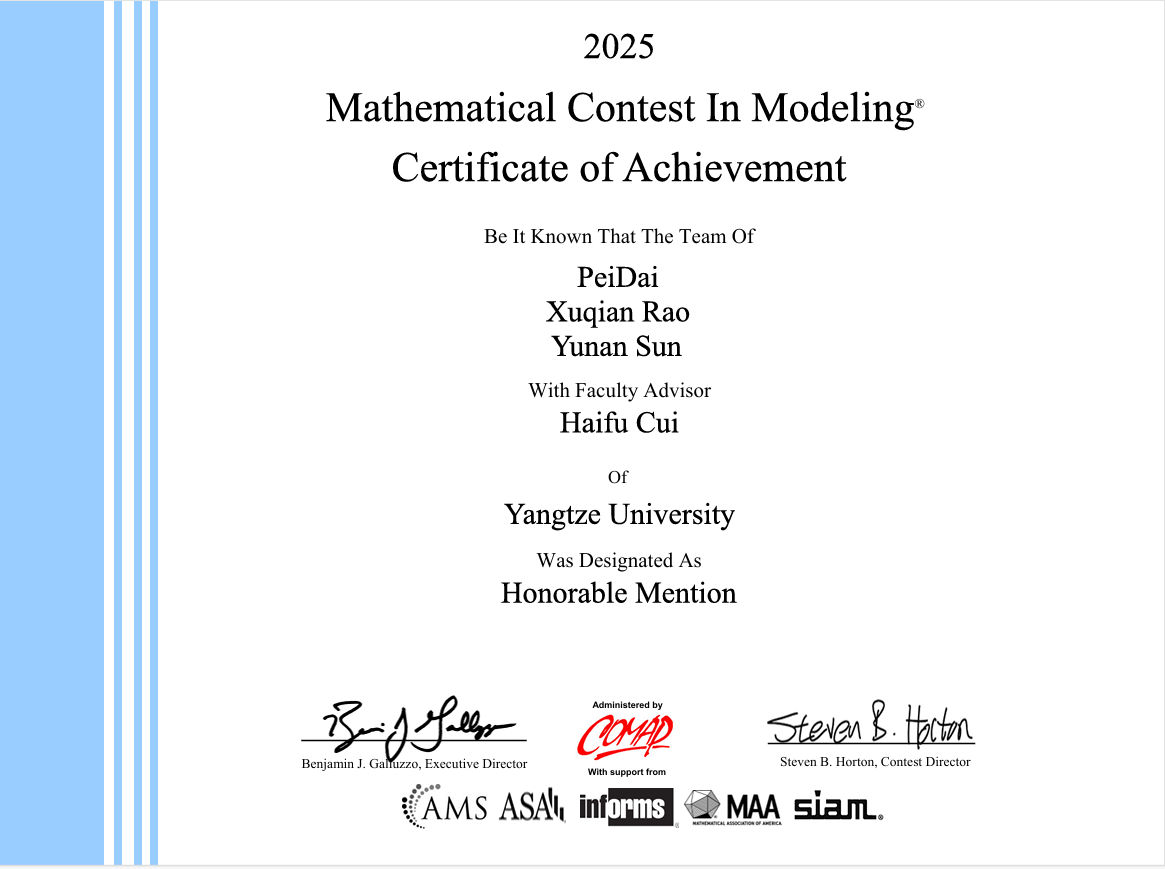 2025
Mathematical Contest In Modeling®
Certificate of Achievement
Be It Known That The Team Of
PeiDai
Xuqian Rao
Yunan Sun
With Faculty Advisor
Haifu Cui
Of
Yangtze University
Was Designated As
Honorable Mention
Benjamin J. Galluzzo, Executive Director
Administered by
COMAP
With support from
Steven B. Horton
Steven B. Horton, Contest Director
AMS ASA informs® MAA siam®
MATHEMATICAL ASSOCIATION OF AMERICA